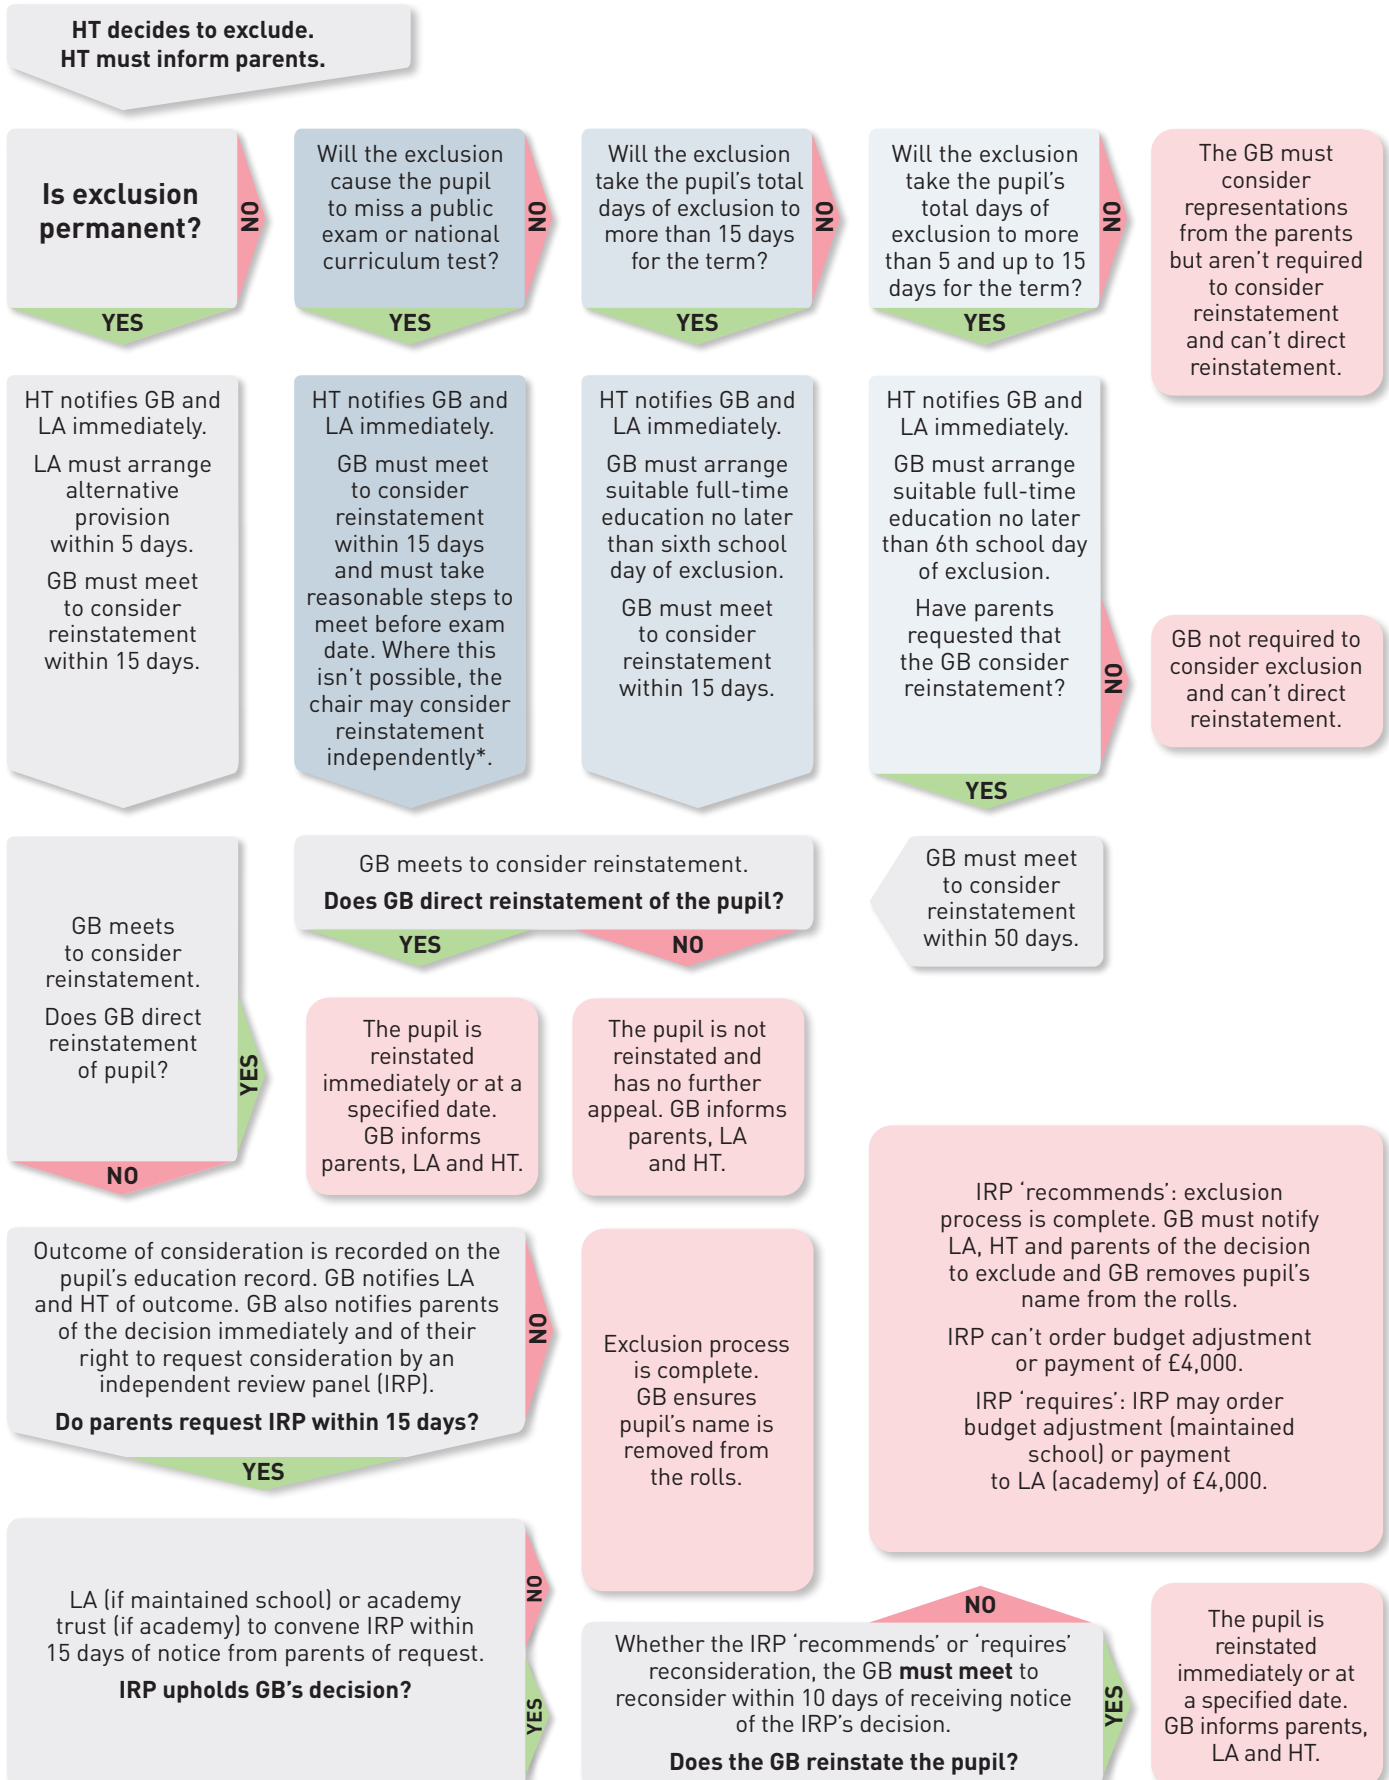 HT decides to exclude.
HT must inform parents.
Is exclusion
permanent?
NO
YES
Will the exclusion
cause the pupil
to miss a public
exam or national
curriculum test?
NO
YES
Will the exclusion
take the pupil's total
days of exclusion to
more than 15 days
for the term?
NO
YES
Will the exclusion
take the pupil's
total days of
exclusion to more
than 5 and up to 15
days for the term?
NO
YES
The GB must
consider
representations
from the parents
but aren't required
to consider
reinstatement
and can't direct
reinstatement.
HT notifies GB and
LA immediately.
LA must arrange
alternative
provision
within 5 days.
GB must meet
to consider
reinstatement
within 15 days.
HT notifies GB and
LA immediately.
GB must meet
to consider
reinstatement
within 15 days
and must take
reasonable steps to
meet before exam
date. Where this
isn't possible, the
chair may consider
reinstatement
independently*.
HT notifies GB and
LA immediately.
GB must arrange
suitable full-time
education no later
than sixth school
day of exclusion.
GB must meet
to consider
reinstatement
within 15 days.
HT notifies GB and
LA immediately.
GB must arrange
suitable full-time
education no later
than 6th school day
of exclusion.
Have parents
requested that
the GB consider
reinstatement?
NO
YES
GB not required to
consider exclusion
and can't direct
reinstatement.
GB meets
to consider
reinstatement.
Does GB direct
reinstatement
of pupil?
YES
NO
GB meets to consider reinstatement.
Does GB direct reinstatement of the pupil?
YES
NO
GB must meet
to consider
reinstatement
within 50 days.
The pupil is
reinstated
immediately or at a
specified date.
GB informs
parents, LA and HT.
The pupil is not
reinstated and
has no further
appeal. GB informs
parents, LA
and HT.
Outcome of consideration is recorded on the
pupil's education record. GB notifies LA
and HT of outcome. GB also notifies parents
of the decision immediately and of their
right to request consideration by an
independent review panel (IRP).
Do parents request IRP within 15 days?
NO
YES
Exclusion process
is complete.
GB ensures
pupil's name is
removed from
the rolls.
IRP 'recommends': exclusion
process is complete. GB must notify
LA, HT and parents of the decision
to exclude and GB removes pupil's
name from the rolls.
IRP can't order budget adjustment
or payment of £4,000.
IRP 'requires': IRP may order
budget adjustment (maintained
school) or payment
to LA (academy) of £4,000.
LA (if maintained school) or academy
trust (if academy) to convene IRP within
15 days of notice from parents of request.
IRP upholds GB's decision?
NO
YES
NO
Whether the IRP 'recommends' or 'requires'
reconsideration, the GB must meet to
reconsider within 10 days of receiving notice
of the IRP's decision.
Does the GB reinstate the pupil?
YES
The pupil is
reinstated
immediately or at
a specified date.
GB informs parents,
LA and HT.